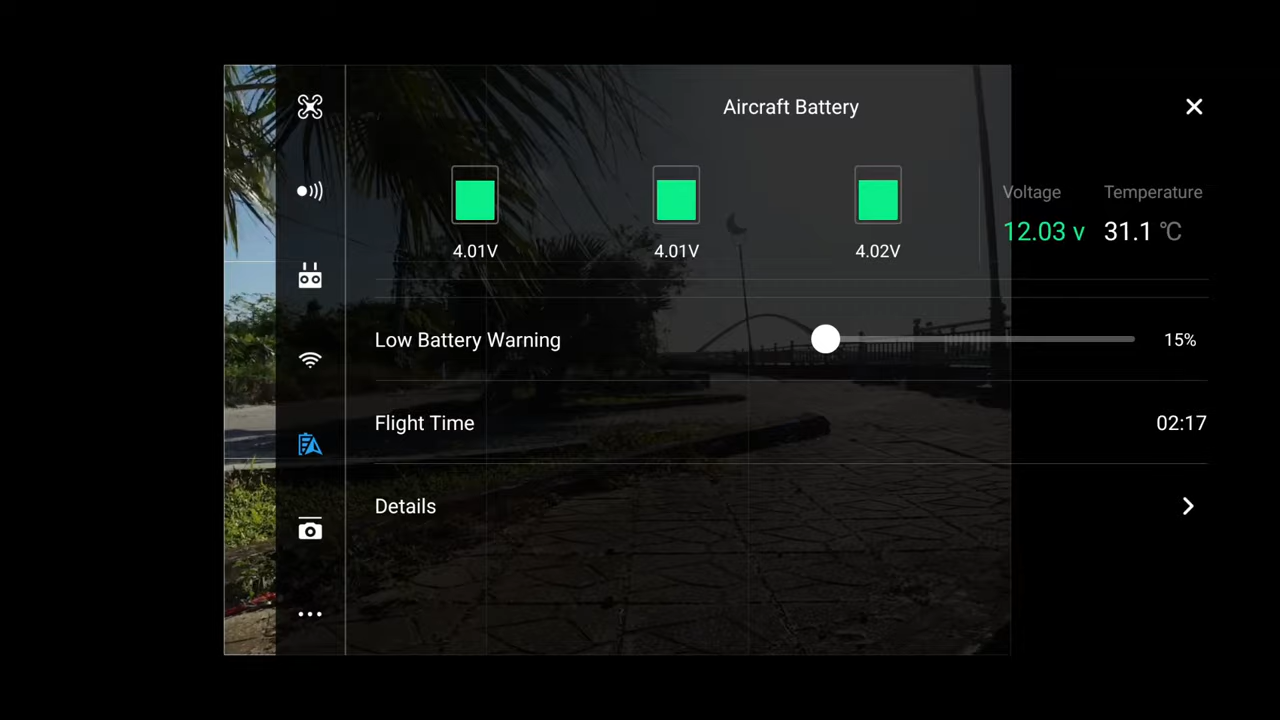 Aircraft Battery
4.01V
4.01V
4.02V
Voltage
Temperature
12.03 v
31.1 ℃
Low Battery Warning
15%
Flight Time
02:17
Details